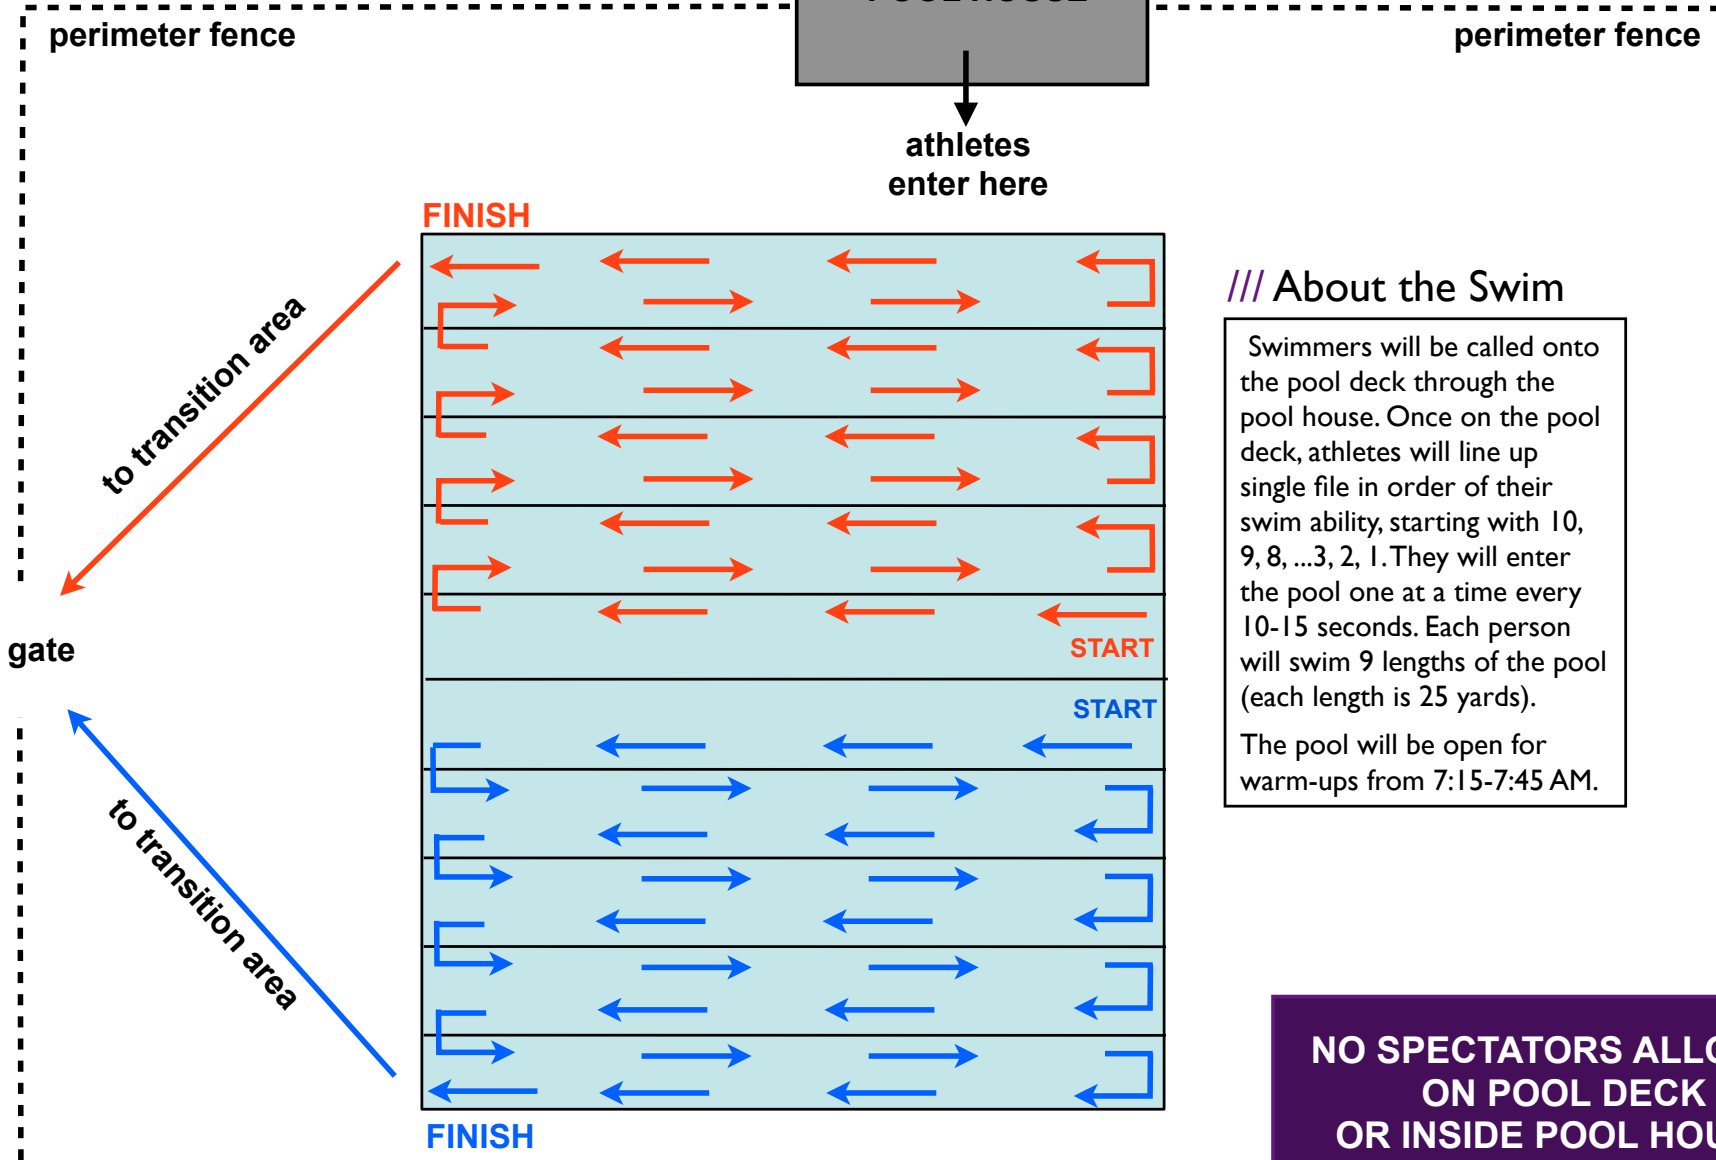 perimeter fence
perimeter fence
athletes
enter here
FINISH
to transition area
/// About the Swim
Swimmers will be called onto
the pool deck through the
pool house. Once on the pool
deck, athletes will line up
single file in order of their
swim ability, starting with 10,
9, 8, ...3, 2, 1. They will enter
the pool one at a time every
10-15 seconds. Each person
will swim 9 lengths of the pool
(each length is 25 yards).
The pool will be open for
warm-ups from 7:15-7:45 AM.
gate
START
START
to transition area
FINISH
NO SPECTATORS
ON POOL DECK
OR INSIDE POOL